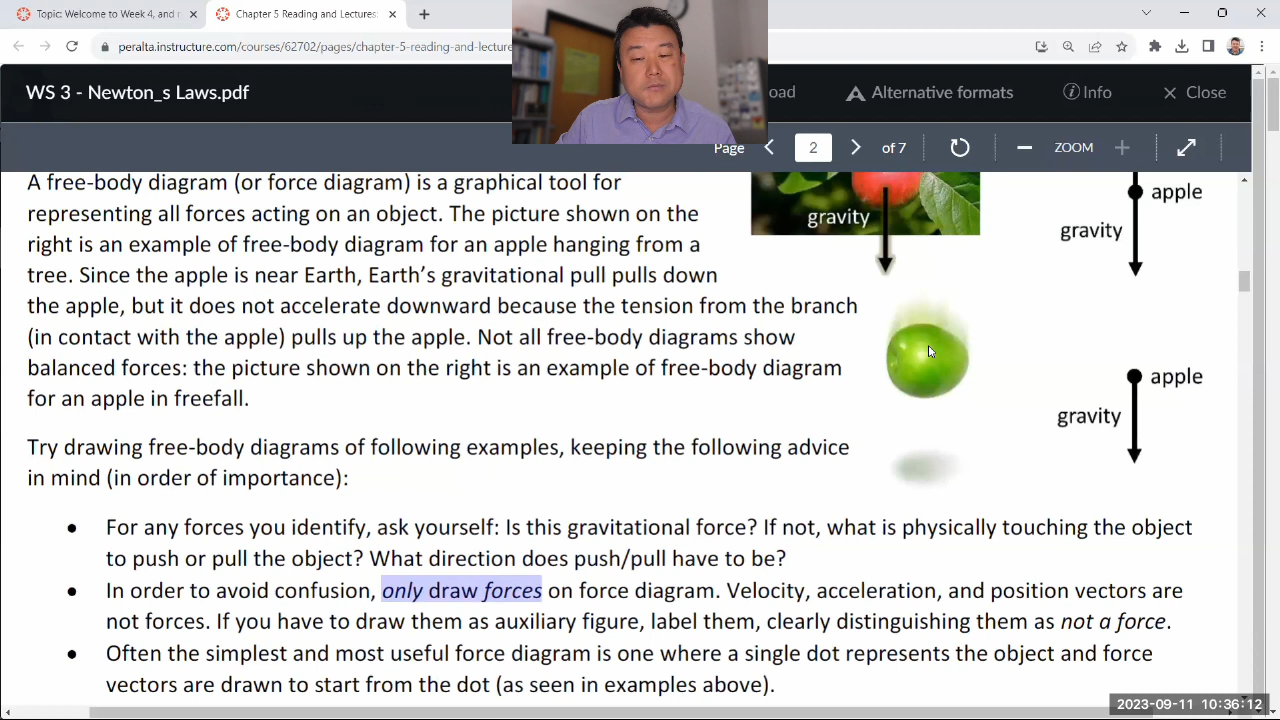 Topic: Welcome to Week 4, and r
Chapter 5 Reading and Lectures:
peralta.instructure.com/courses/62702/pages/chapter-5-reading-and-lecture
WS 3 - Newton_s Laws.pdf
oad
Alternative formats
Info
Close
Page
2
of 7
ZOOM
A free-body diagram (or force diagram) is a graphical tool for
representing all forces acting on an object. The picture shown on the
right is an example of free-body diagram for an apple hanging from a
tree. Since the apple is near Earth, Earth’s gravitational pull pulls down
the apple, but it does not accelerate downward because the tension from the branch
(in contact with the apple) pulls up the apple. Not all free-body diagrams show
balanced forces: the picture shown on the right is an example of free-body diagram
for an apple in freefall.
gravity
apple
gravity
apple
gravity
Try drawing free-body diagrams of following examples, keeping the following advice
in mind (in order of importance):
● For any forces you identify, ask yourself: Is this gravitational force? If not, what is physically touching the object
to push or pull the object? What direction does push/pull have to be?
● In order to avoid confusion, only draw forces on force diagram. Velocity, acceleration, and position vectors are
not forces. If you have to draw them as auxiliary figure, label them, clearly distinguishing them as not a force.
● Often the simplest and most useful force diagram is one where a single dot represents the object and force
vectors are drawn to start from the dot (as seen in examples above).
2023-09-11 10:36:12